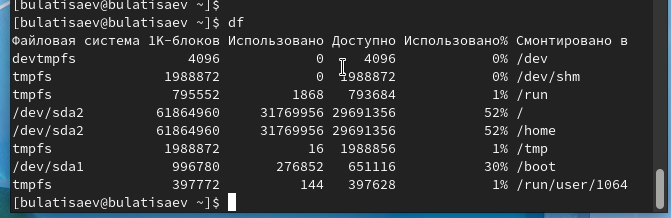 [bulatisaev@bulatisaev ~]$
[bulatisaev@bulatisaev ~]$ df
Файловая система 1K-блоков Использовано Доступно Использовано% Смонтировано в
devtmpfs 4096 0 4096 0% /dev
tmpfs 1988872 0 1988872 0% /dev/shm
tmpfs 795552 1868 793684 1% /run
/dev/sda2 61864960 31769956 29691356 52% /
/dev/sda2 61864960 31769956 29691356 52% /home
tmpfs 1988872 16 1988856 1% /tmp
/dev/sda1 996780 276852 651116 30% /boot
tmpfs 397772 144 397628 1% /run/user/1064
[bulatisaev@bulatisaev ~]$